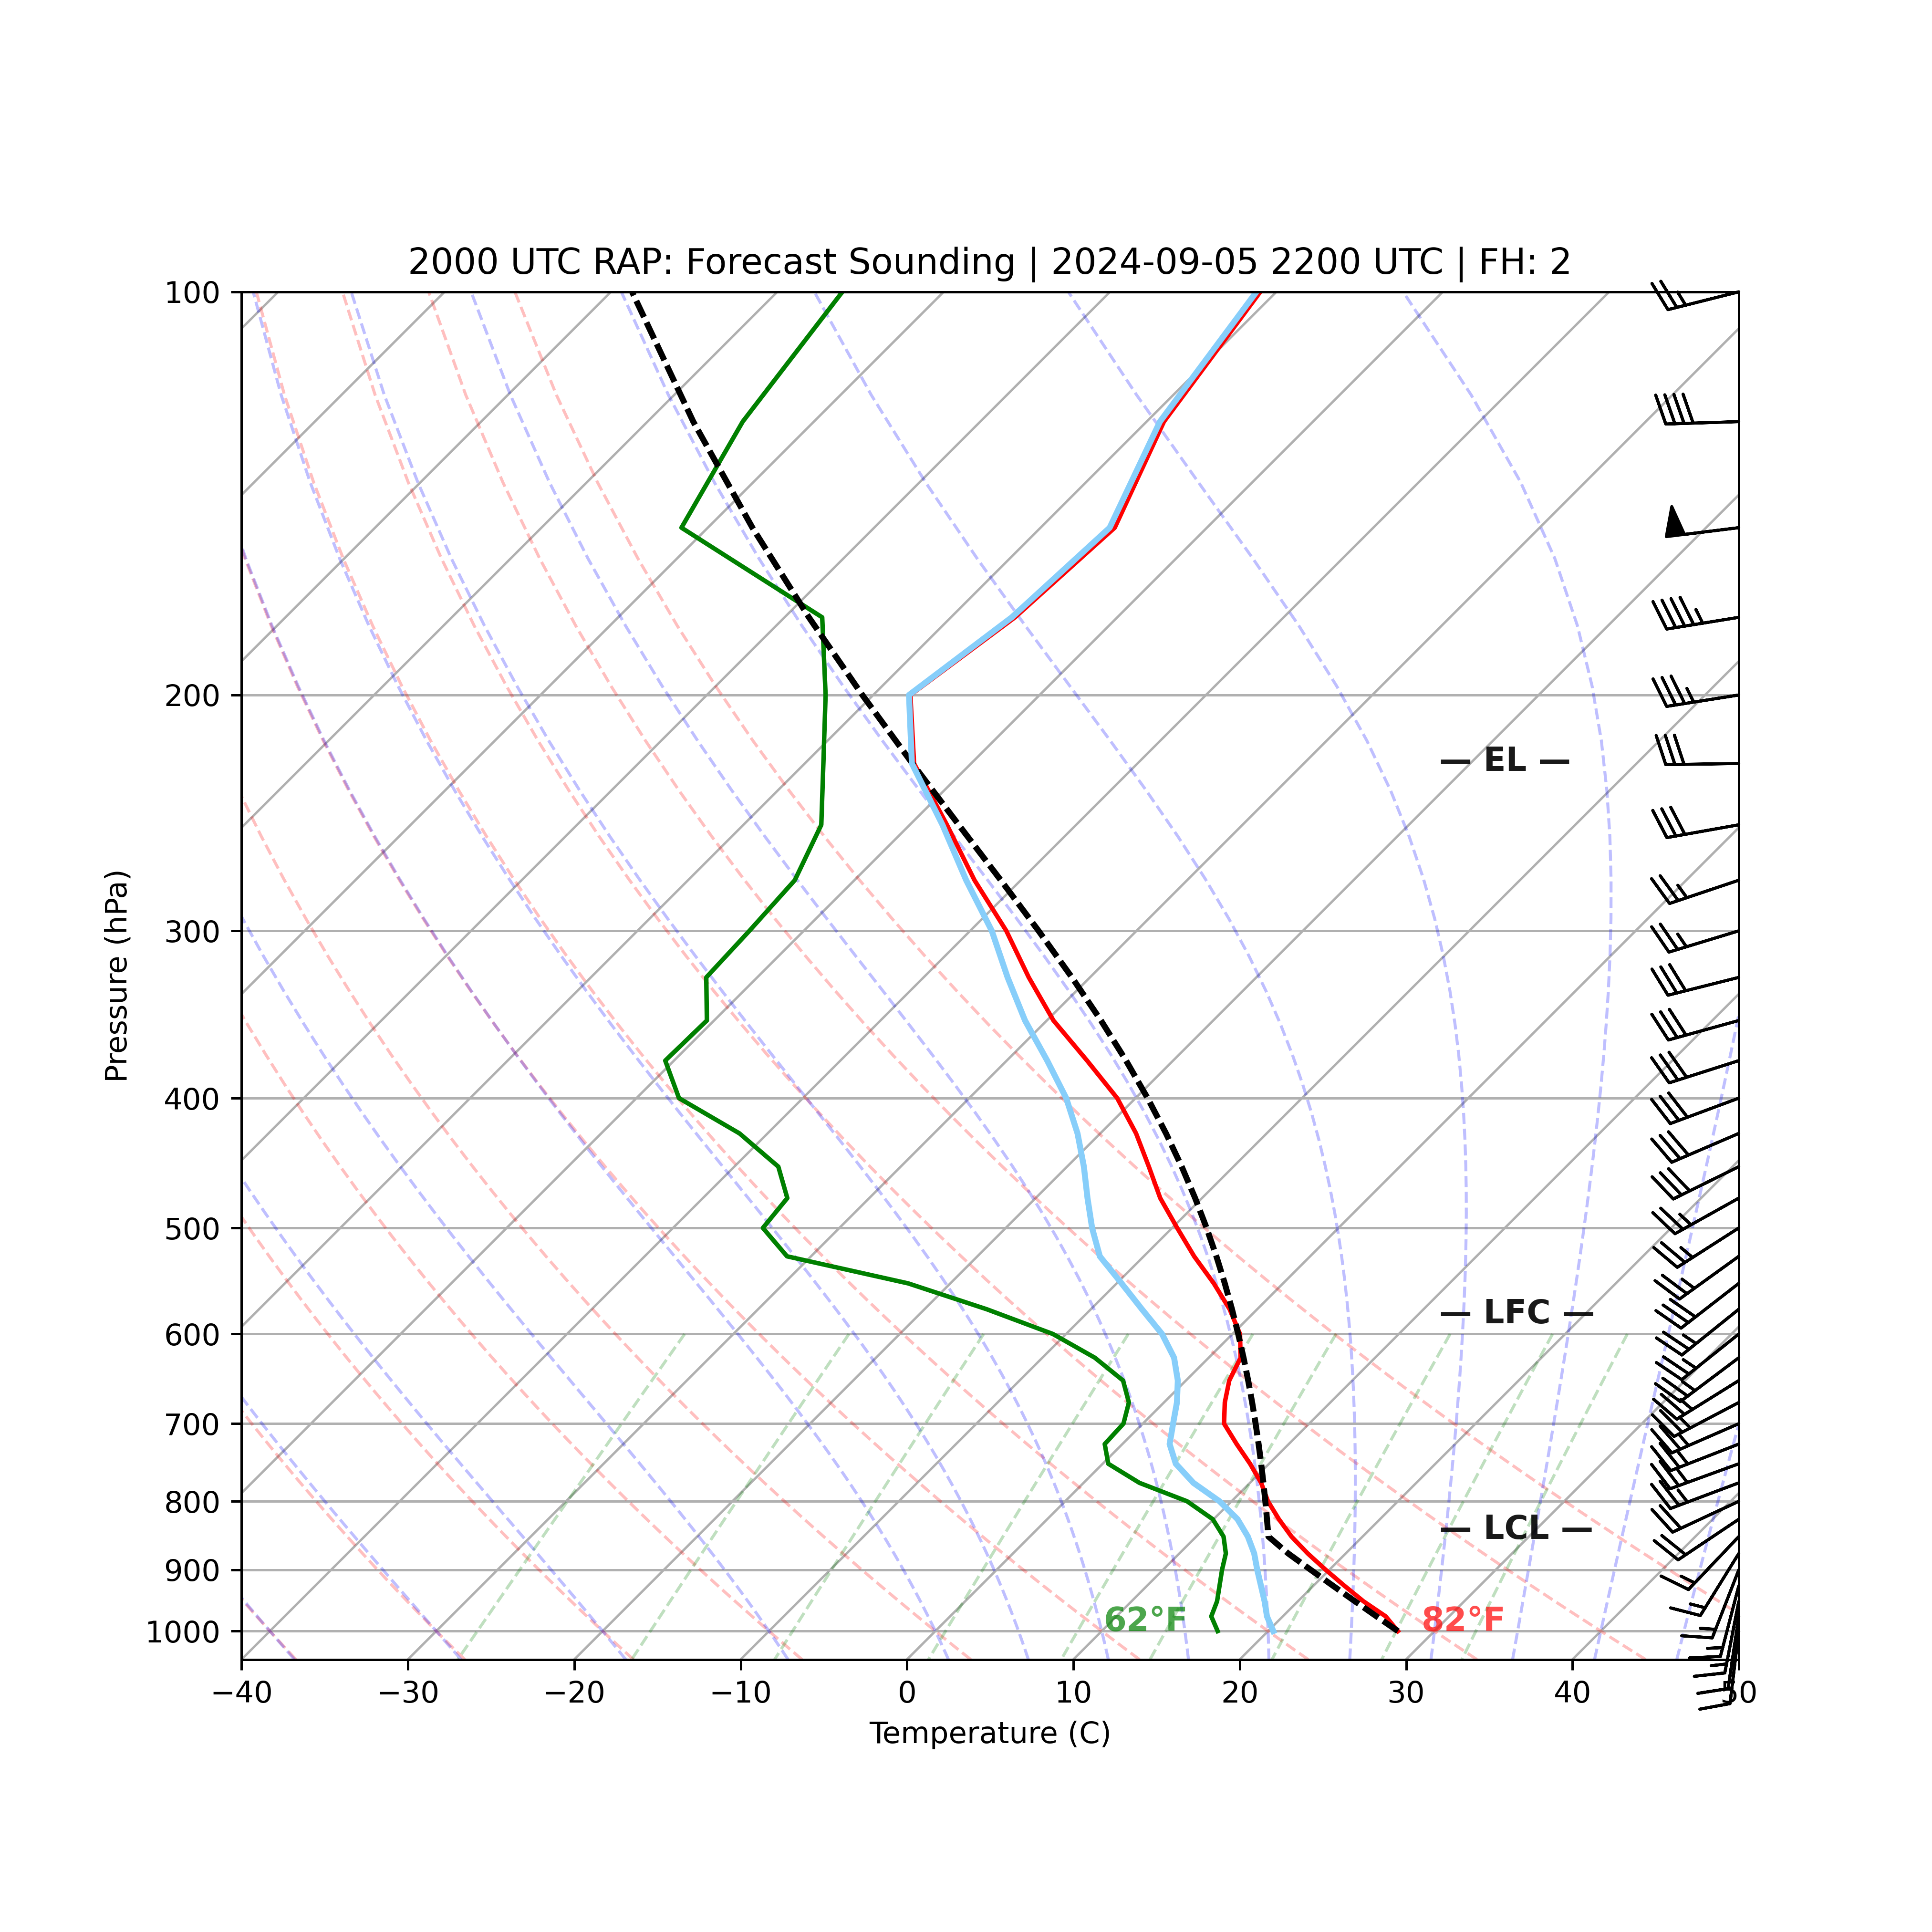 2000 UTC RAP: Forecast Sounding | 2024-09-05 2200 UTC | FH: 2
100
200
— EL —
Pressure (hPa)
300
400
500
— LFC —
600
700
800
— LCL —
900
62°F
82°F
1000
−40 −30 −20 −10 0 10 20 30 40 50
Temperature (C)